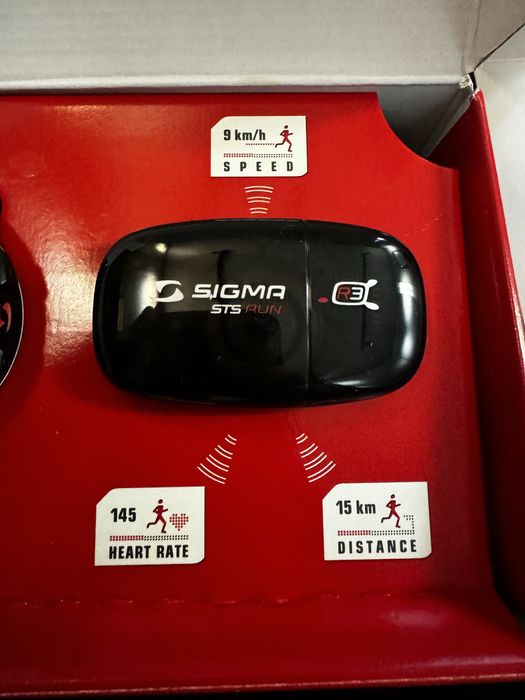 9 km/h
SPEED
SIGMA
STS RUN
R3
145
HEART RATE
15 km
DISTANCE